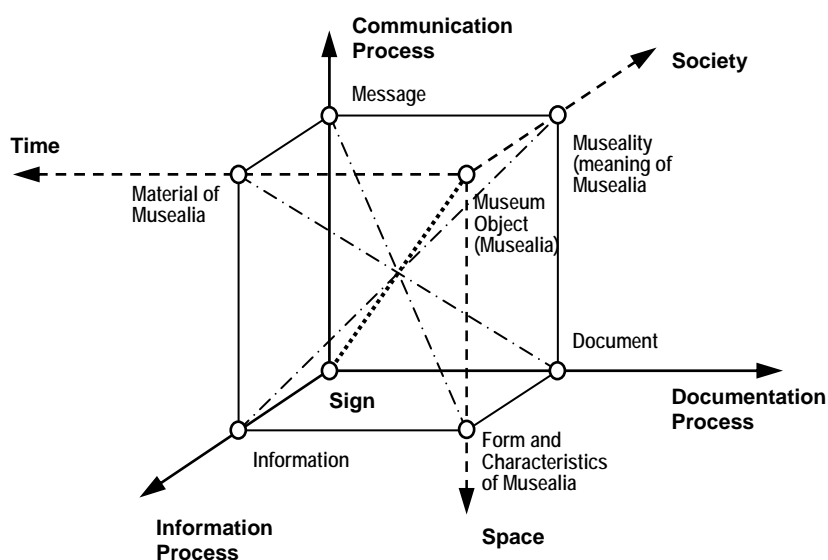 Communication
Process
Society
Message
Time
Museality
(meaning of
Musealia
Material of
Musealia
Museum
Object
(Musealia)
Document
Sign
Documentation
Process
Information
Form and
Characteristics
of Musealia
Information
Process
Space